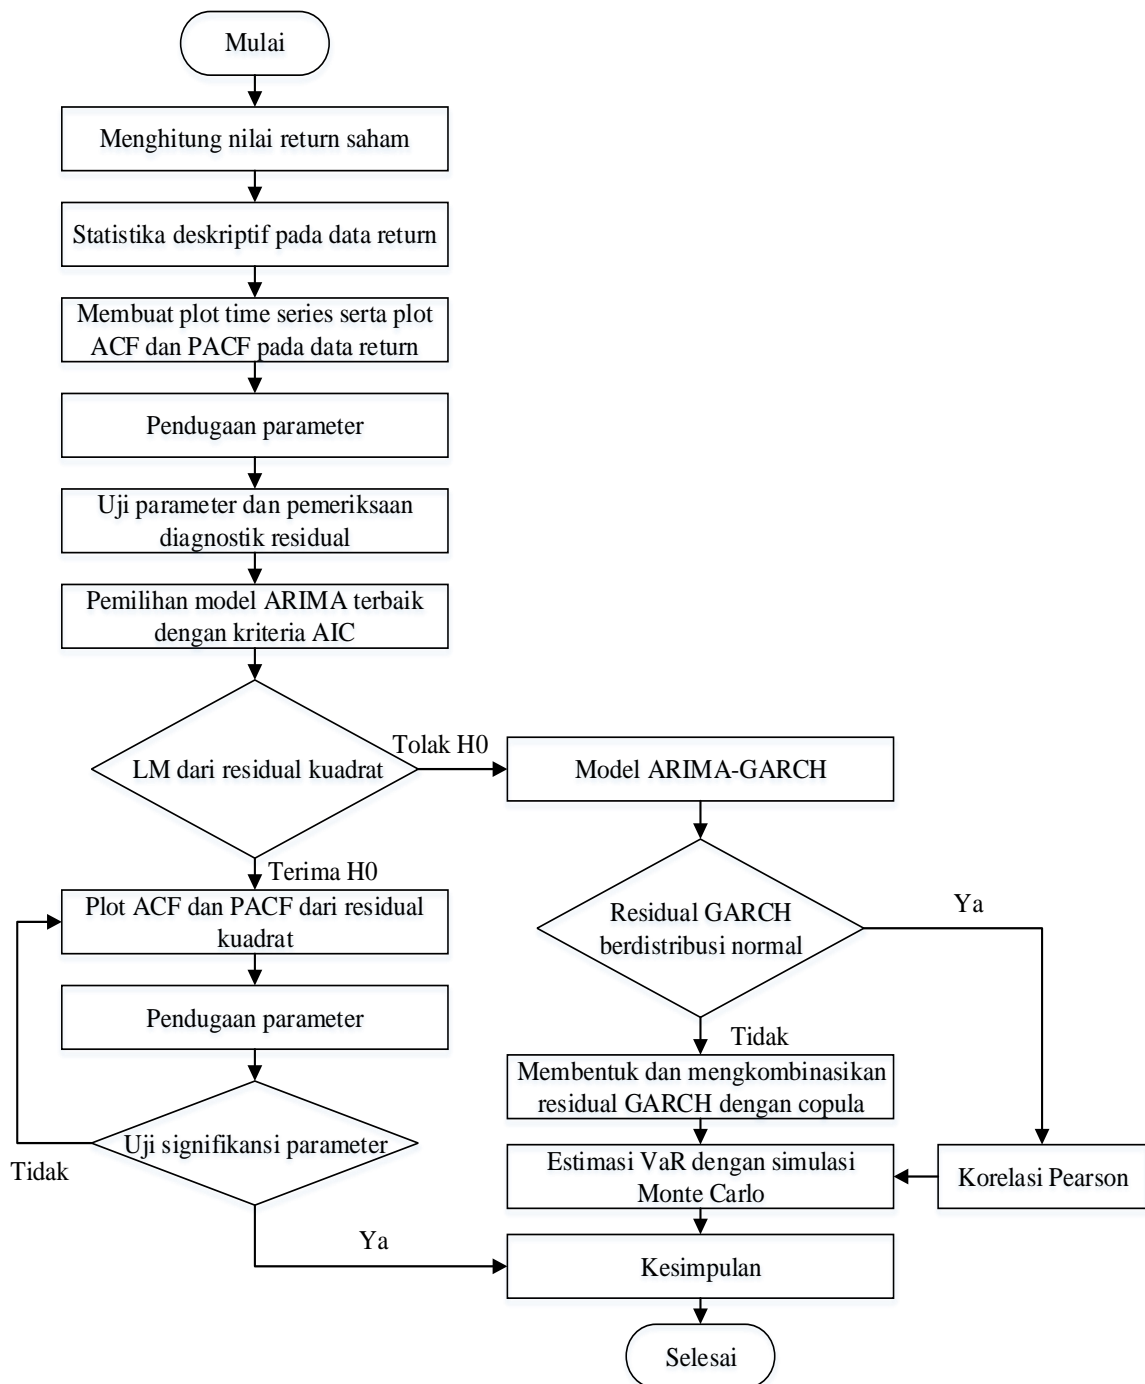 Mulai
Menghitung nilai return saham
Statistika deskriptif pada data return
Membuat plot time series serta plot
ACF dan PACF pada data return
Pendugaan parameter
Uji parameter dan pemeriksaan
diagnostik residual
Pemilihan model ARIMA terbaik
dengan kriteria AIC
LM dari residual kuadrat
Tolak H0
Model ARIMA-GARCH
Terima H0
Plot ACF dan PACF dari residual
kuadrat
Residual GARCH
berdistribusi normal
Ya
Pendugaan parameter
Tidak
Membentuk dan mengkombinasikan
residual GARCH dengan copula
Uji signifikansi parameter
Tidak
Estimasi VaR dengan simulasi
Monte Carlo
Korelasi Pearson
Ya
Kesimpulan
Selesai